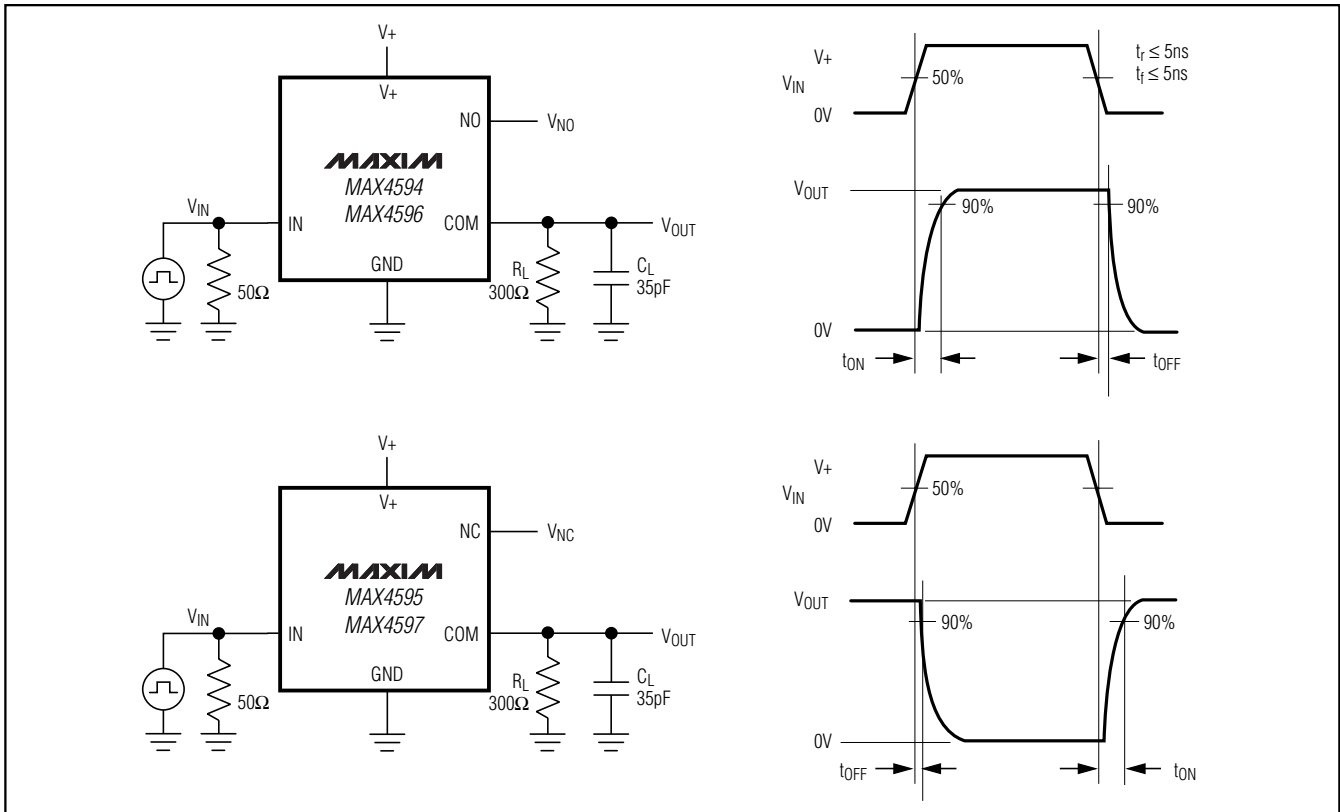 V+
V+
NO
VNO
MAXIM
MAX4594
MAX4596
VIN
IN
COM
VOUT
GND
50Ω
RL
300Ω
CL
35pF
V+
VIN
0V
50%
tr ≤ 5ns
tf ≤ 5ns
VOUT
90%
90%
0V
tON
tOFF
V+
V+
NC
VNC
MAXIM
MAX4595
MAX4597
VIN
IN
COM
VOUT
GND
50Ω
RL
300Ω
CL
35pF
V+
VIN
0V
50%
VOUT
90%
90%
0V
tOFF
tON